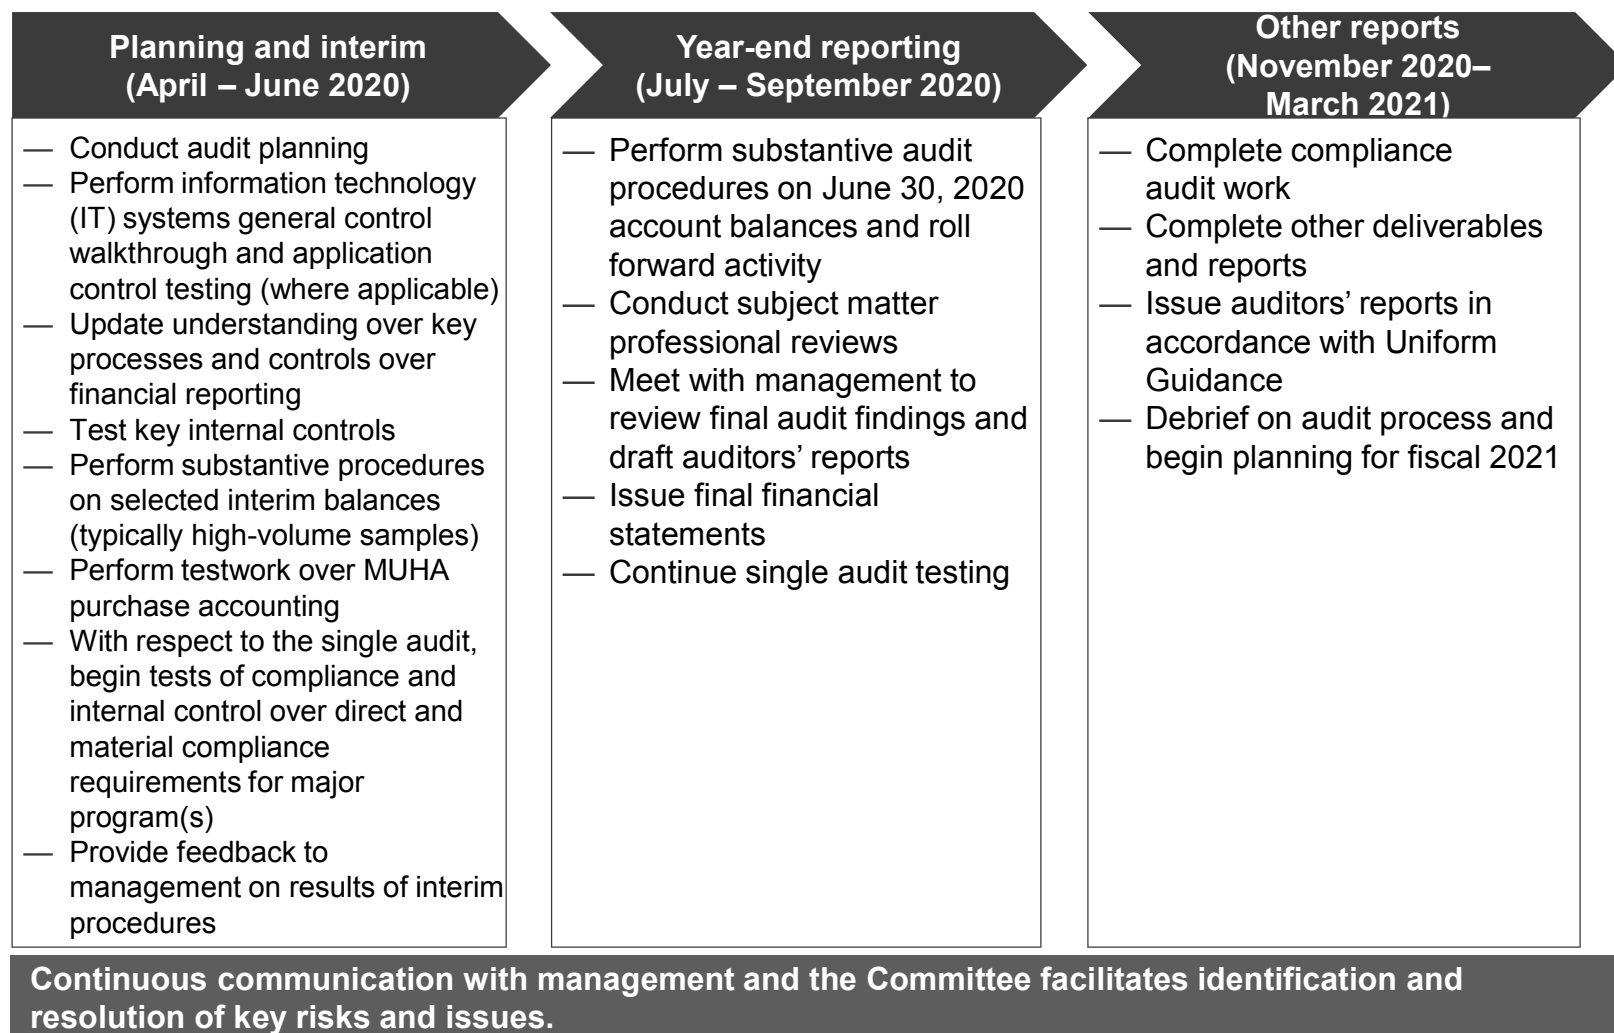 Planning and interim
(April – June 2020)
— Conduct audit planning
— Perform information technology
(IT) systems general control
walkthrough and application
control testing (where applicable)
— Update understanding over key
processes and controls over
financial reporting
— Test key internal controls
— Perform substantive procedures
on selected interim balances
(typically high-volume samples)
— Perform testwork over MUHA
purchase accounting
— With respect to the single audit,
begin tests of compliance and
internal control over direct and
material compliance
requirements for major
program(s)
— Provide feedback to
management on results of interim
procedures
Year-end reporting
(July – September 2020)
— Perform substantive audit
procedures on June 30, 2020
account balances and roll
forward activity
— Conduct subject matter
professional reviews
— Meet with management to
review final audit findings and
draft auditors’ reports
— Issue final financial
statements
— Continue single audit testing
Other reports
(November 2020–
March 2021)
— Complete compliance
audit work
— Complete other deliverables
and reports
— Issue auditors’ reports in
accordance with Uniform
Guidance
— Debrief on audit process and
begin planning for fiscal 2021
Continuous communication with management and the Committee facilitates identification and
resolution of key risks and issues.